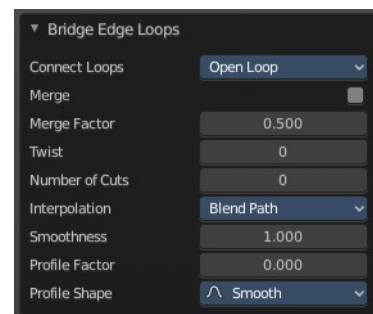 Bridge Edge Loops
Connect Loops Open Loop
Merge
Merge Factor 0.500
Twist 0
Number of Cuts 0
Interpolation Blend Path
Smoothness 1.000
Profile Factor 0.000
Profile Shape Smooth